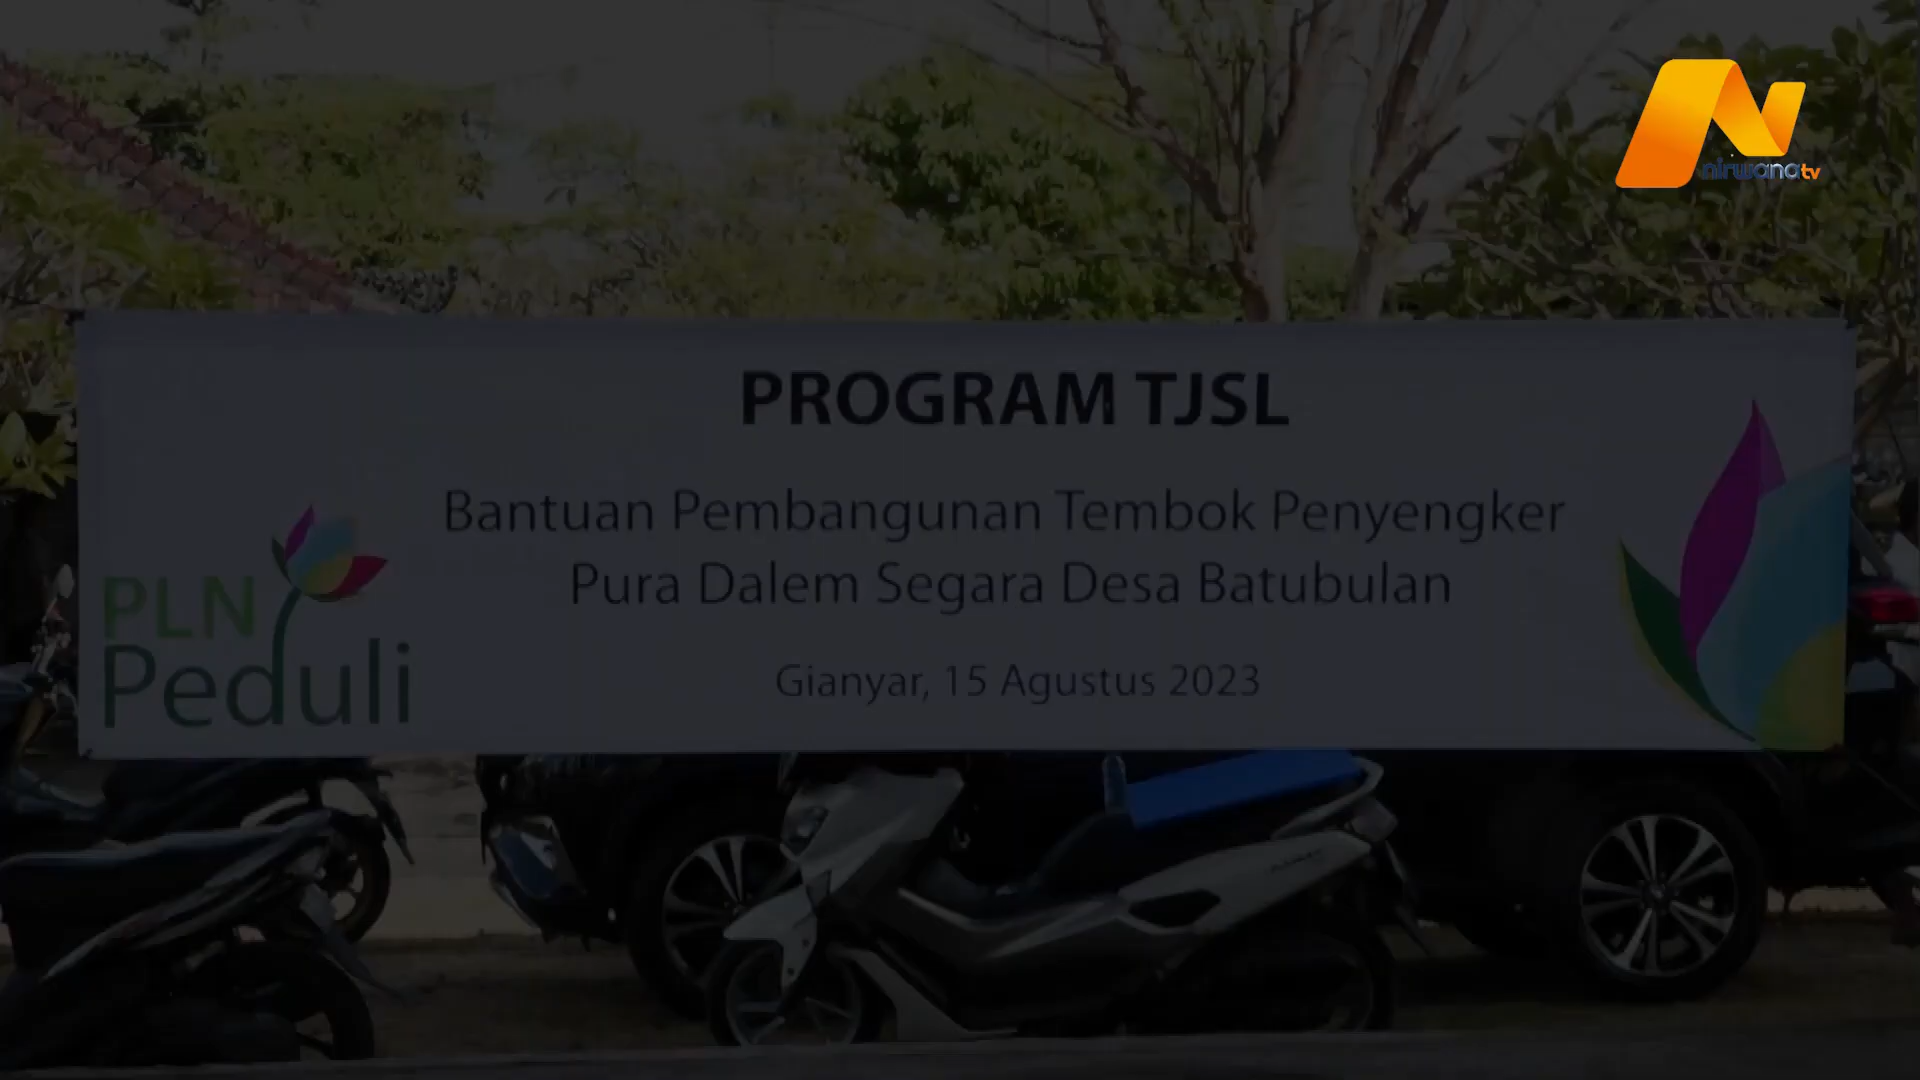 nirwana tv
PROGRAM TJSL
Bantuan Pembangunan Tembok Penyengker
Pura Dalem Segara Desa Batubulan
Gianyar, 15 Agustus 2023
PLN
Peduli